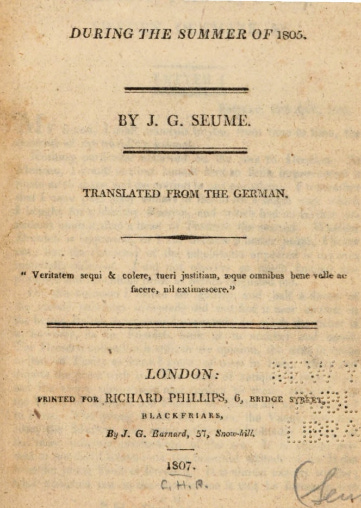 DURING THE SUMMER OF 1805.
BY J. G. SEUME.
TRANSLATED FROM THE GERMAN.
" Veritatem sequi & colere, tueri justitiam, æque omnibus bene velle ac
facere, nil extimescere."
LONDON:
PRINTED FOR RICHARD PHILLIPS, 6, BRIDGE STREET,
BLACKFRIARS,
By J. G. Barnard, 57, Snow-hill.
1807.
C. H. P.